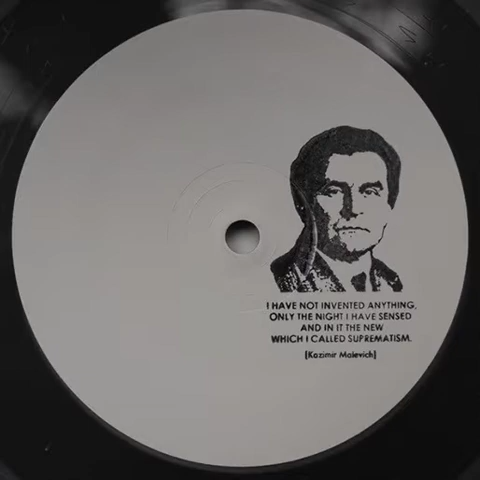 I HAVE NOT INVENTED ANYTHING,
ONLY THE NIGHT I HAVE SENSED
AND IN IT THE NEW
WHICH I CALLED SUPREMATISM.
[Kazimir Malevich]